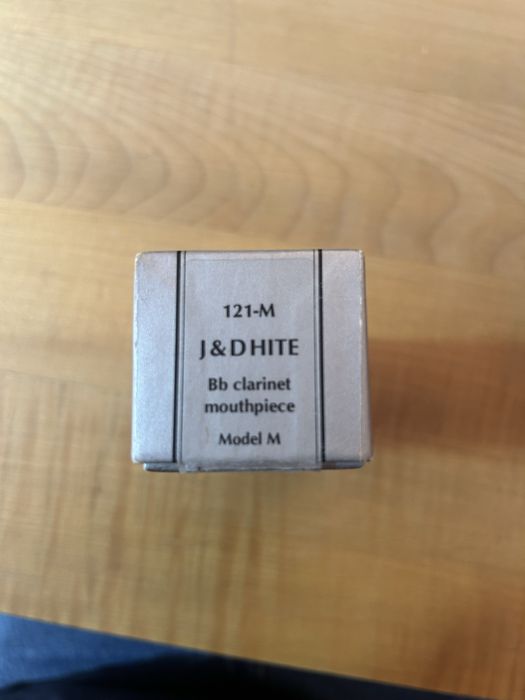 121-M
J & D HITE
Bb clarinet
mouthpiece
Model M